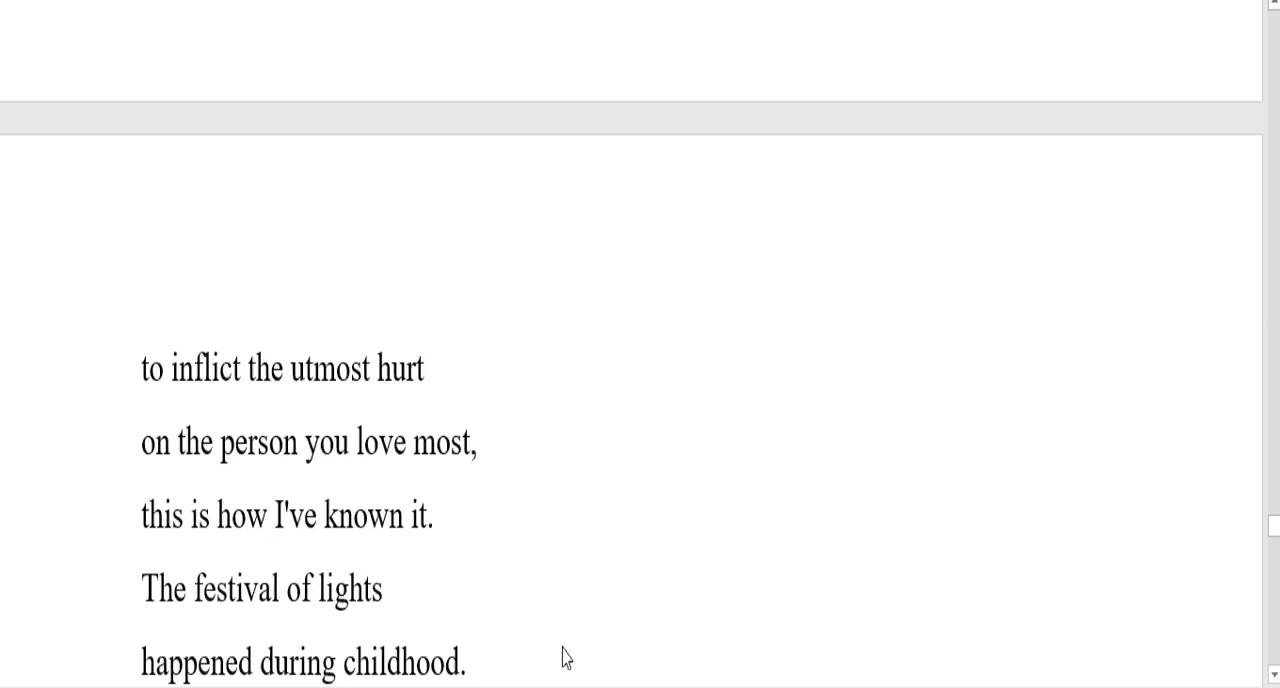 to inflict the utmost hurt
on the person you love most,
this is how I've known it.
The festival of lights
happened during childhood.